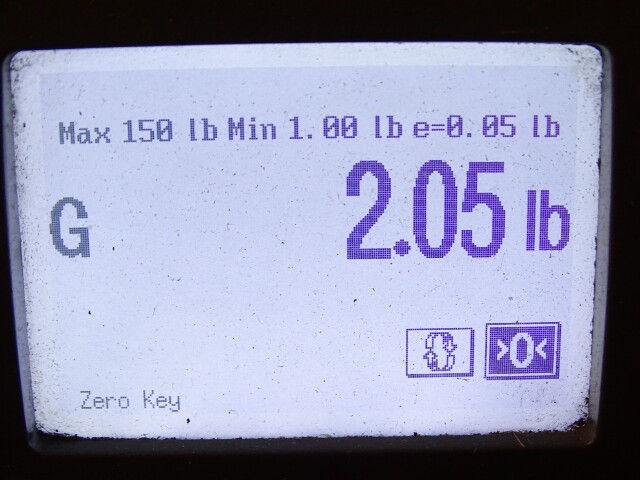 Max 150 lb Min 1.00 lb e=0.05 lb
G 2.05 lb
>0<
Zero Key